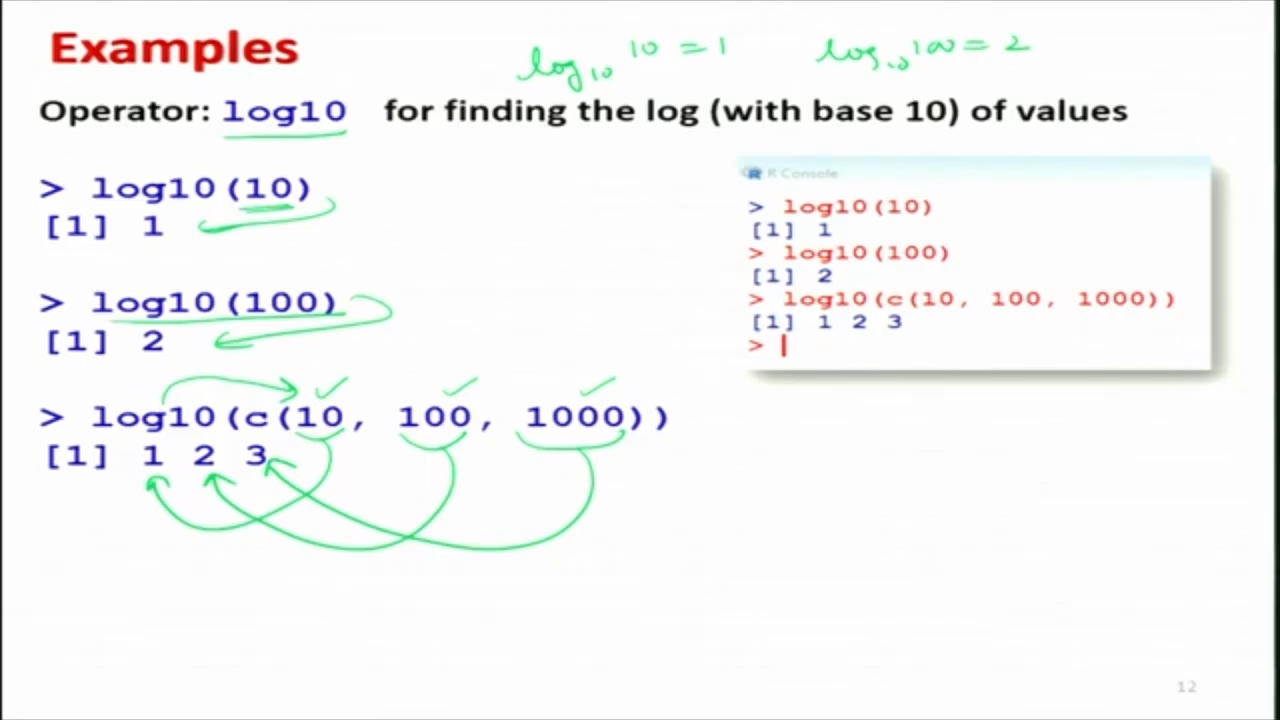 Examples
log10 10 = 1
log10 100 = 2
Operator: log10 for finding the log (with base 10) of values
> log10(10)
[1] 1
> log10(100)
[1] 2
> log10(c(10, 100, 1000))
[1] 1 2 3
R Console
> log10(10)
[1] 1
> log10(100)
[1] 2
> log10(c(10, 100, 1000))
[1] 1 2 3
> |
12